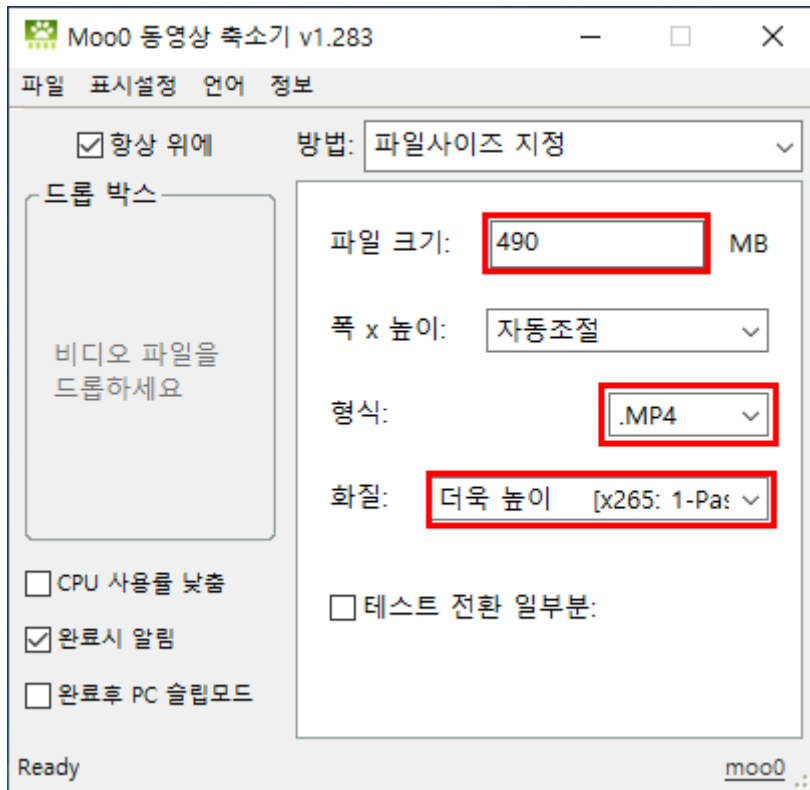 Moo0 동영상 축소기 v1.283
파일 표시설정 언어 정보
항상 위에
방법: 파일사이즈 지정
드롭 박스
비디오 파일을
드롭하세요
파일 크기: 490 MB
폭 x 높이: 자동조절
형식: .MP4
화질: 더욱 높이 [x265: 1-Pas
테스트 전환 일부분:
CPU 사용률 낮춤
완료시 알림
완료후 PC 슬립모드
Ready
moo0